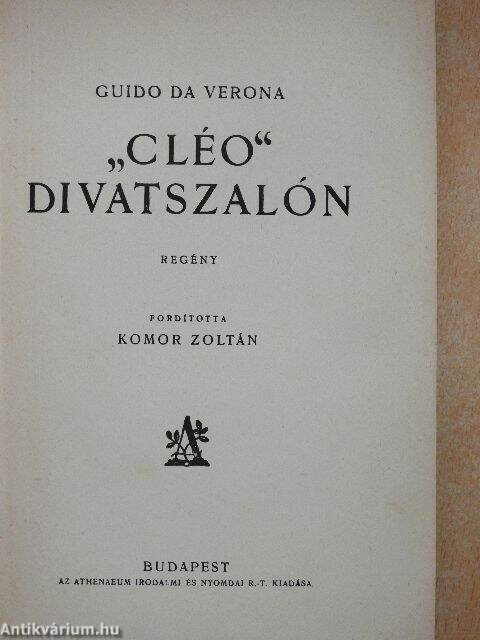 GUIDO DA VERONA
„CLÉO“
DIVATSZALÓN
REGÉNY
FORDÍTOTTA
KOMOR ZOLTÁN
A
BUDAPEST
AZ ATHENAEUM IRODALMI ÉS NYOMDAI R.-T. KIADÁSA
Antikvárium.hu